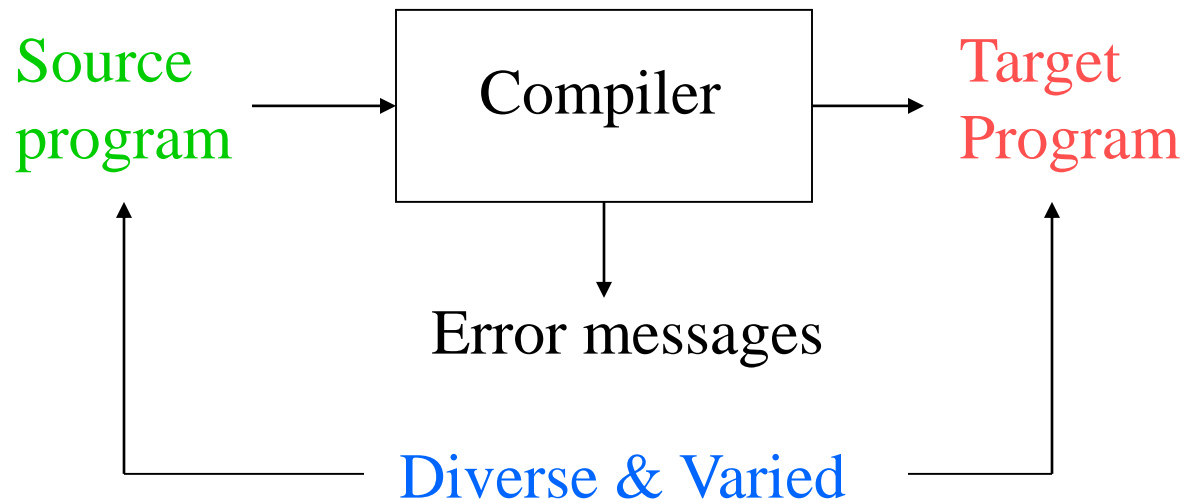 Source
program
Compiler
Target
Program
Error messages
Diverse & Varied